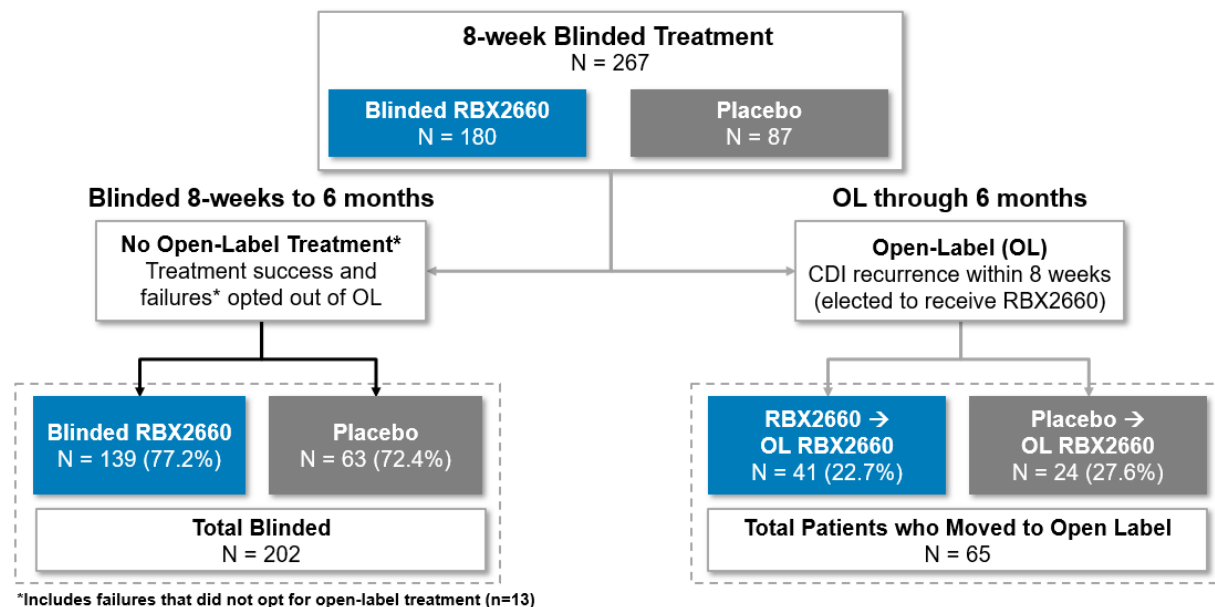 8-week Blinded Treatment
N = 267
Blinded RBX2660
N = 180
Placebo
N = 87
Blinded 8-weeks to 6 months
No Open-Label Treatment*
Treatment success and
failures* opted out of OL
Blinded RBX2660
N = 139 (77.2%)
Placebo
N = 63 (72.4%)
Total Blinded
N = 202
*Includes failures that did not opt for open-label treatment (n=13)
OL through 6 months
Open-Label (OL)
CDI recurrence within 8 weeks
(elected to receive RBX2660)
RBX2660 →
OL RBX2660
N = 41 (22.7%)
Placebo →
OL RBX2660
N = 24 (27.6%)
Total Patients who Moved to Open Label
N = 65